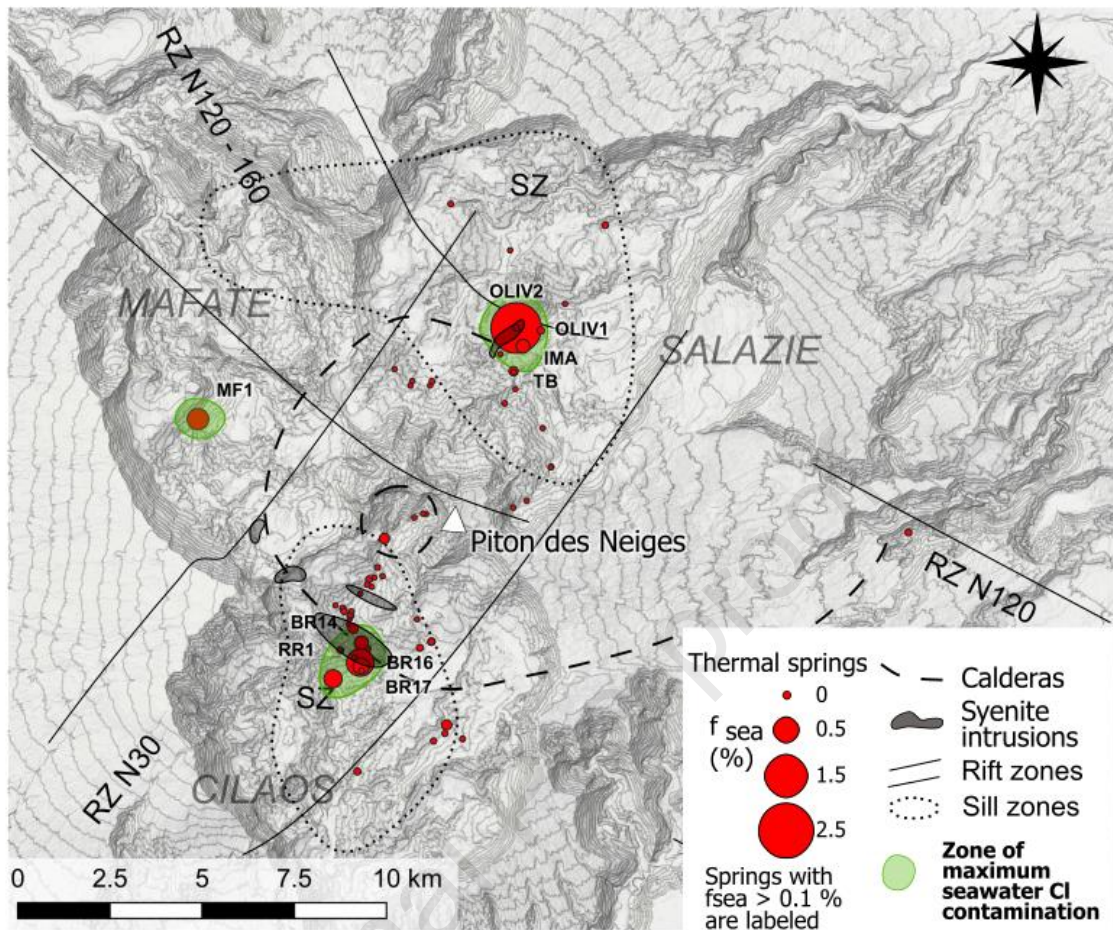 RZ N120 - 160
SZ
MAFATE
OLIV2
OLIV1
SALAZIE
IMA
TB
MF1
Piton des Neiges
RZ N120
BR14
RR1
BR16
BR17
SZ
RZ N30
CILAOS
0 2.5 5 7.5 10 km
Thermal springs
0
f sea
(%)
0.5
1.5
2.5
Springs with
fsea > 0.1 %
are labeled
Calderas
Syenite
intrusions
Rift zones
Sill zones
Zone of
maximum
seawater Cl
contamination